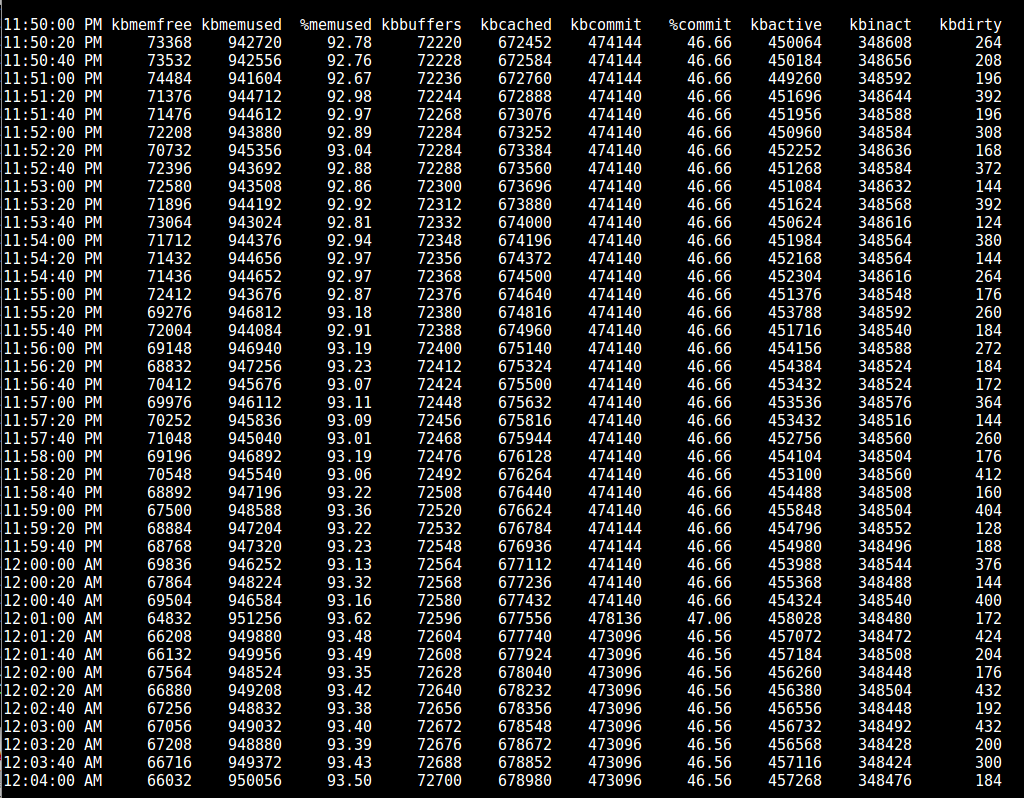 11:50:00 PM kbmemfree kbmemused %memused kbbuffers kbcached kbcommit %commit kbactive kbinact kbdirty
11:50:20 PM 73368 942720 92.78 72220 672452 474144 46.66 450064 348608 264
11:50:40 PM 73532 942556 92.76 72228 672584 474144 46.66 450184 348656 208
11:51:00 PM 74484 941604 92.67 72236 672760 474144 46.66 449260 348592 196
11:51:20 PM 71376 944712 92.98 72244 672888 474140 46.66 451696 348644 392
11:51:40 PM 71476 944612 92.97 72268 673076 474140 46.66 451956 348588 196
11:52:00 PM 72208 943880 92.89 72284 673252 474140 46.66 450960 348584 308
11:52:20 PM 70732 945356 93.04 72284 673384 474140 46.66 452252 348636 168
11:52:40 PM 72396 943692 92.88 72288 673560 474140 46.66 451268 348584 372
11:53:00 PM 72580 943508 92.86 72300 673696 474140 46.66 451084 348632 144
11:53:20 PM 71896 944192 92.92 72312 673880 474140 46.66 451624 348568 392
11:53:40 PM 73064 943024 92.81 72332 674000 474140 46.66 450624 348616 124
11:54:00 PM 71712 944376 92.94 72348 674196 474140 46.66 451984 348564 380
11:54:20 PM 71432 944656 92.97 72356 674372 474140 46.66 452168 348564 144
11:54:40 PM 71436 944652 92.97 72368 674500 474140 46.66 452304 348616 264
11:55:00 PM 72412 943676 92.87 72376 674640 474140 46.66 451376 348548 176
11:55:20 PM 69276 946812 93.18 72380 674816 474140 46.66 453788 348592 260
11:55:40 PM 72004 944084 92.91 72388 674960 474140 46.66 451716 348540 184
11:56:00 PM 69148 946940 93.19 72400 675140 474140 46.66 454156 348588 272
11:56:20 PM 68832 947256 93.23 72412 675324 474140 46.66 454384 348524 184
11:56:40 PM 70412 945676 93.07 72424 675500 474140 46.66 453432 348524 172
11:57:00 PM 69976 946112 93.11 72448 675632 474140 46.66 453536 348576 364
11:57:20 PM 70252 945836 93.09 72456 675816 474140 46.66 453432 348516 144
11:57:40 PM 71048 945040 93.01 72468 675944 474140 46.66 452756 348560 260
11:58:00 PM 69196 946892 93.19 72476 676128 474140 46.66 454104 348504 176
11:58:20 PM 70548 945540 93.06 72492 676264 474140 46.66 453100 348560 412
11:58:40 PM 68892 947196 93.22 72508 676440 474140 46.66 454488 348508 160
11:59:00 PM 67500 948588 93.36 72520 676624 474140 46.66 455848 348504 404
11:59:20 PM 68884 947204 93.22 72532 676784 474144 46.66 454796 348552 128
11:59:40 PM 68768 947320 93.23 72548 676936 474144 46.66 454980 348496 188
12:00:00 AM 69836 946252 93.13 72564 677112 474140 46.66 453988 348544 376
12:00:20 AM 67864 948224 93.32 72568 677236 474140 46.66 455368 348488 144
12:00:40 AM 69504 946584 93.16 72580 677432 474140 46.66 454324 348540 400
12:01:00 AM 64832 951256 93.62 72596 677556 478136 47.06 458028 348480 172
12:01:20 AM 66208 949880 93.48 72604 677740 473096 46.56 457072 348472 424
12:01:40 AM 66132 949956 93.49 72608 677924 473096 46.56 457184 348508 204
12:02:00 AM 67564 948524 93.35 72628 678040 473096 46.56 456260 348448 176
12:02:20 AM 66880 949208 93.42 72640 678232 473096 46.56 456380 348504 432
12:02:40 AM 67256 948832 93.38 72656 678356 473096 46.56 456556 348448 192
12:03:00 AM 67056 949032 93.40 72672 678548 473096 46.56 456732 348492 432
12:03:20 AM 67208 948880 93.39 72676 678672 473096 46.56 456568 348428 200
12:03:40 AM 66716 949372 93.43 72688 678852 473096 46.56 457116 348424 300
12:04:00 AM 66032 950056 93.50 72700 678980 473096 46.56 457268 348476 184